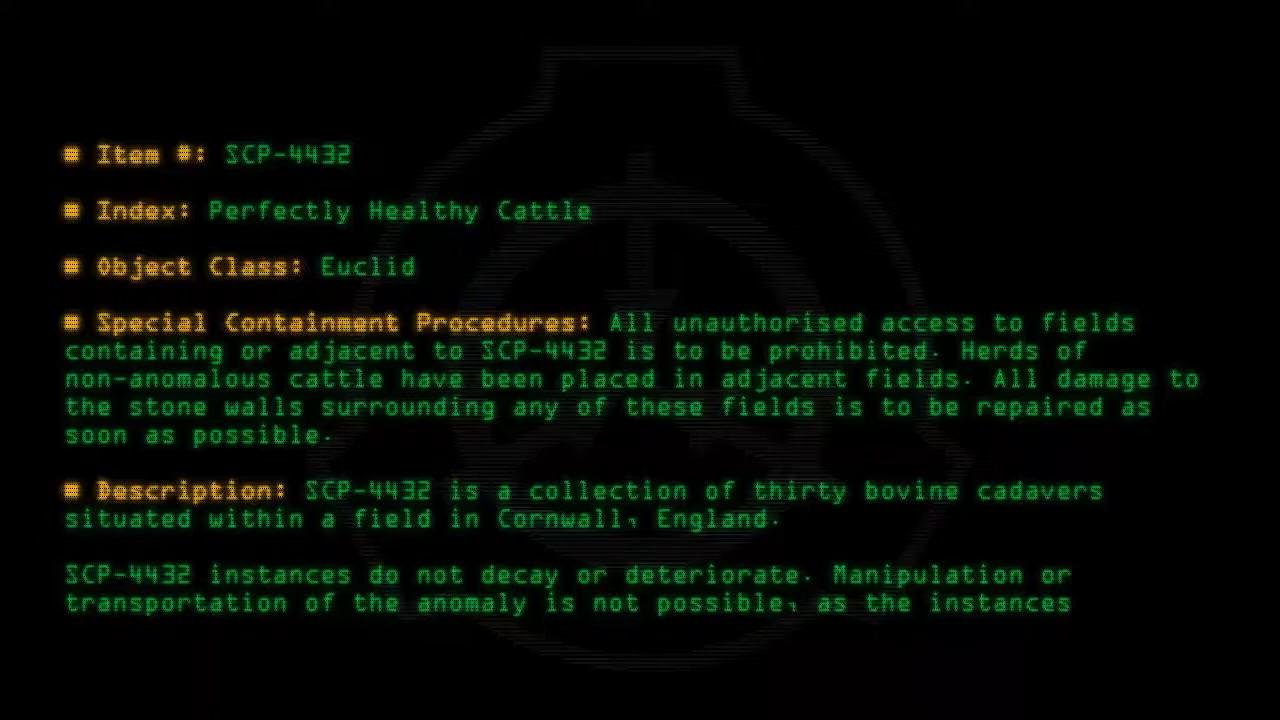 ■ Item #: SCP-4432
■ Index: Perfectly Healthy Cattle
■ Object Class: Euclid
■ Special Containment Procedures: All unauthorised access to fields
containing or adjacent to SCP-4432 is to be prohibited. Herds of
non-anomalous cattle have been placed in adjacent fields. All damage to
the stone walls surrounding any of these fields is to be repaired as
soon as possible.
■ Description: SCP-4432 is a collection of thirty bovine cadavers
situated within a field in Cornwall, England.
SCP-4432 instances do not decay or deteriorate. Manipulation or
transportation of the anomaly is not possible, as the instances